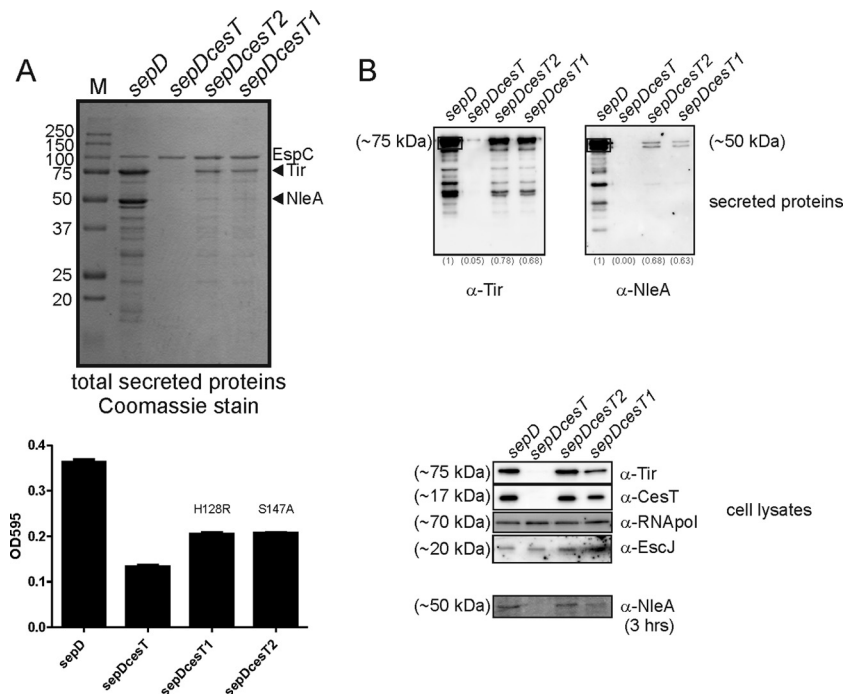 A
M
sepD
sepDcesT
sepDcesT2
sepDcesT1
250
150
100
75
50
37
25
20
EspC
Tir
NleA
total secreted proteins
Coomassie stain
OD595
0.4
0.3
0.2
0.1
0.0
H128R
S147A
sepD
sepDcesT
sepDcesT1
sepDcesT2
B
sepD
sepDcesT
sepDcesT2
sepDcesT1
(~75 kDa)
(1) (0.05) (0.78) (0.68)
α-Tir
sepD
sepDcesT
sepDcesT2
sepDcesT1
(~50 kDa)
(1) (0.00) (0.68) (0.63)
α-NleA
secreted proteins
sepD
sepDcesT
sepDcesT2
sepDcesT1
(~75 kDa) α-Tir
(~17 kDa) α-CesT
(~70 kDa) α-RNApol
(~20 kDa) α-EscJ
(~50 kDa) α-NleA
(3 hrs)
cell lysates